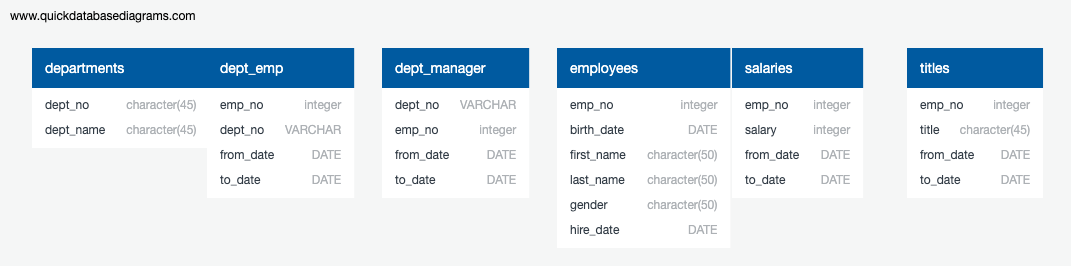 www.quickdatabasediagrams.com
departments
dept_no character(45)
dept_name character(45)
dept_emp
emp_no integer
dept_no VARCHAR
from_date DATE
to_date DATE
dept_manager
dept_no VARCHAR
emp_no integer
from_date DATE
to_date DATE
employees
emp_no integer
birth_date DATE
first_name character(50)
last_name character(50)
gender character(50)
hire_date DATE
salaries
emp_no integer
salary integer
from_date DATE
to_date DATE
titles
emp_no integer
title character(45)
from_date DATE
to_date DATE